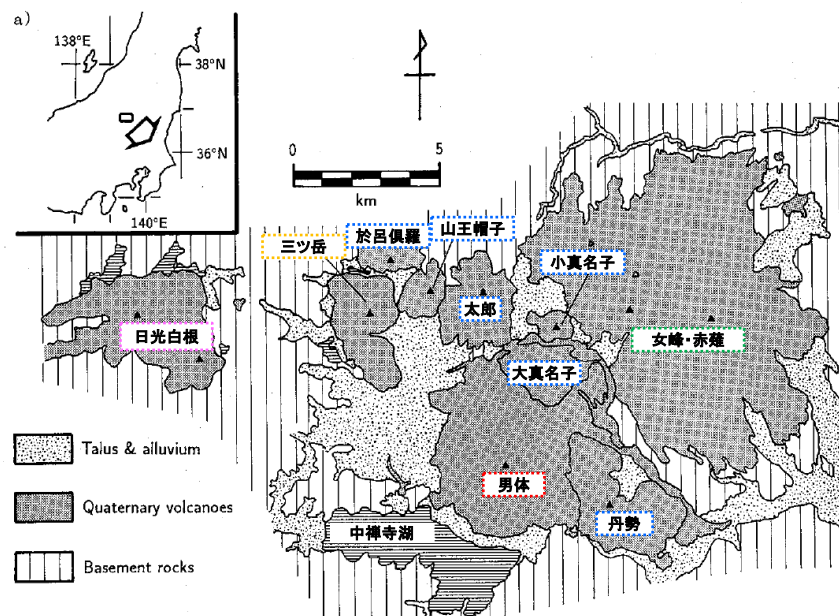 a)
138°E
38°N
36°N
140°E
0
5
km
三ツ岳
於呂倶羅
山王帽子
小真名子
太郎
日光白根
女峰・赤薙
大真名子
男体
丹勢
中禅寺湖
Talus & alluvium
Quaternary volcanoes
Basement rocks